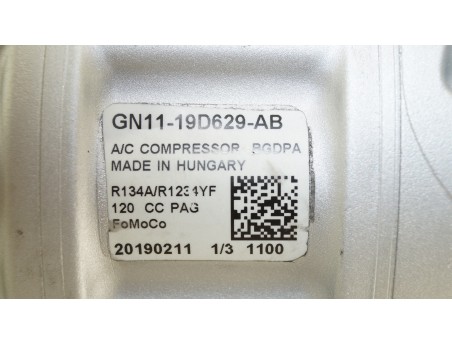 GN11-19D629-AB
A/C COMPRESSOR BGDPA
MADE IN HUNGARY
R134A/R1234YF
120 CC PAG
FoMoCo
20190211 1/3 1100